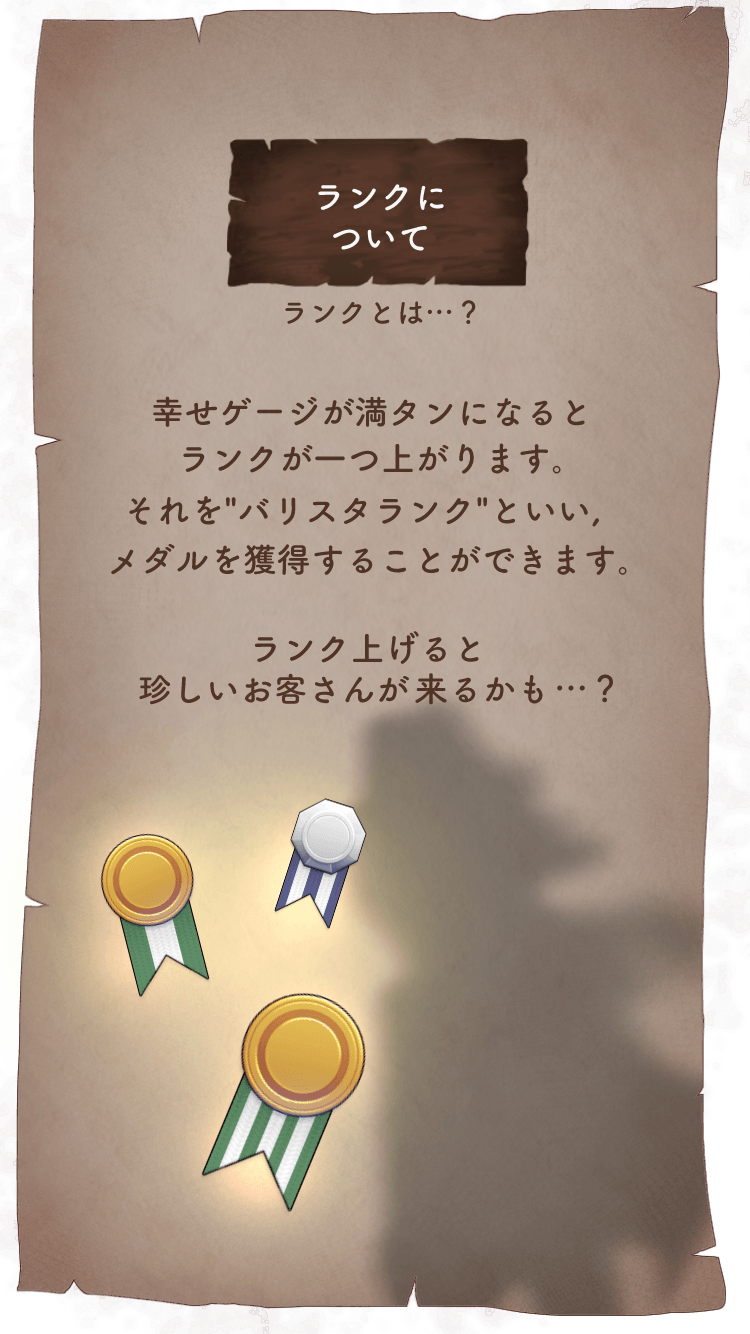 ランクに
ついて
ランクとは…？
幸せゲージが満タンになると
ランクが一つ上がります。
それを"バリスタランク"といい,
メダルを獲得することができます。
ランク上げると
珍しいお客さんが来るかも…？